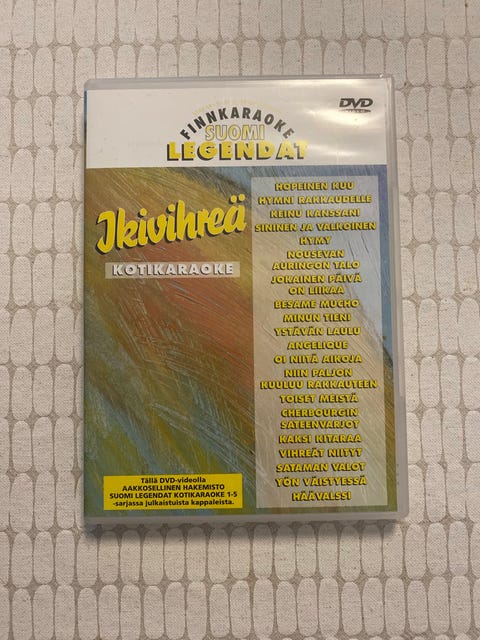 FINNKARAOKE
SUOMI
LEGENDAT
DVD
VIDEO
Ikivihreä
KOTIKARAOKE
HOPEINEN KUU
HYMNI RAKKAUDELLE
KEINU KANSSANI
SININEN JA VALKOINEN
HYMY
NOUSEVAN
AURINGON TALO
JOKAINEN PÄIVÄ
ON LIIKAA
BESAME MUCHO
MINUN TIENI
YSTÄVÄN LAULU
ANGELIQUE
OI NIITÄ AIKOJA
NIIN PALJON
KUULUU RAKKAUTEEN
TOISET MEISTÄ
CHERBOURGIN
SATEENVARJOT
KAKSI KITARAA
VIHREÄT NIITYT
SATAMAN VALOT
YÖN VÄISTYESSÄ
HÄÄVALSSI
Tällä DVD-videolla
AAKKOSELLINEN HAKEMISTO
SUOMI LEGENDAT KOTIKARAOKE 1-5
-sarjassa julkaistuista kappaleista.